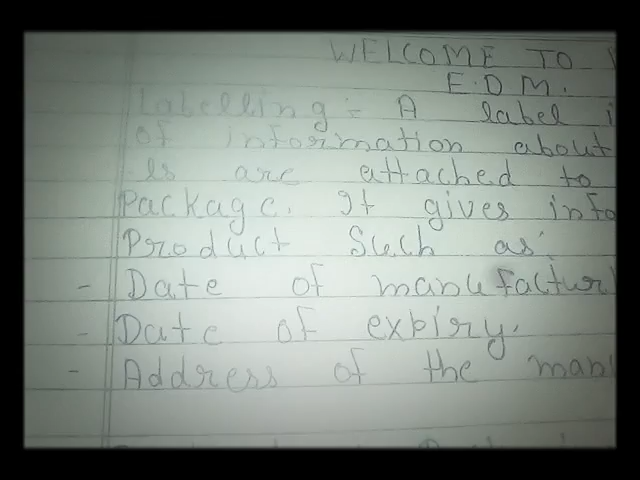 WELCOME TO
E.D.M.
Labelling :- A label i
of information about
ls are attached to
Package. It gives info
Product Such as:
- Date of manufactur
- Date of expiry.
- Address of the man